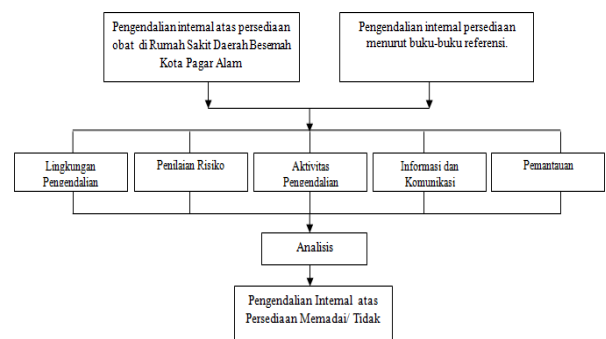 Pengendalian internal atas persediaan
obat di Rumah Sakit Daerah Besemah
Kota Pagar Alam
Pengendalian internal persediaan
menurut buku-buku referensi.
Lingkungan
Pengendalian
Penilaian Risiko
Aktivitas
Pengendalian
Informasi dan
Komunikasi
Pemantauan
Analisis
Pengendalian Internal atas
Persediaan Memadai/ Tidak